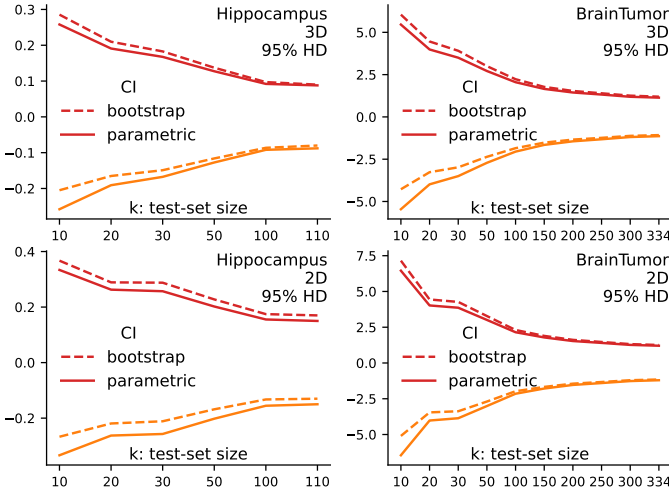 Hippocampus
3D
95% HD
0.3
0.2
0.1
0.0
−0.1
−0.2
CI
bootstrap
parametric
k: test-set size
10 20 30 50 100 110
BrainTumor
3D
95% HD
5.0
2.5
0.0
−2.5
−5.0
CI
bootstrap
parametric
k: test-set size
10 20 30 50 100 150 200 250 300 334
Hippocampus
2D
95% HD
0.4
0.2
0.0
−0.2
CI
bootstrap
parametric
k: test-set size
10 20 30 50 100 110
BrainTumor
2D
95% HD
7.5
5.0
2.5
0.0
−2.5
−5.0
CI
bootstrap
parametric
k: test-set size
10 20 30 50 100 150 200 250 300 334